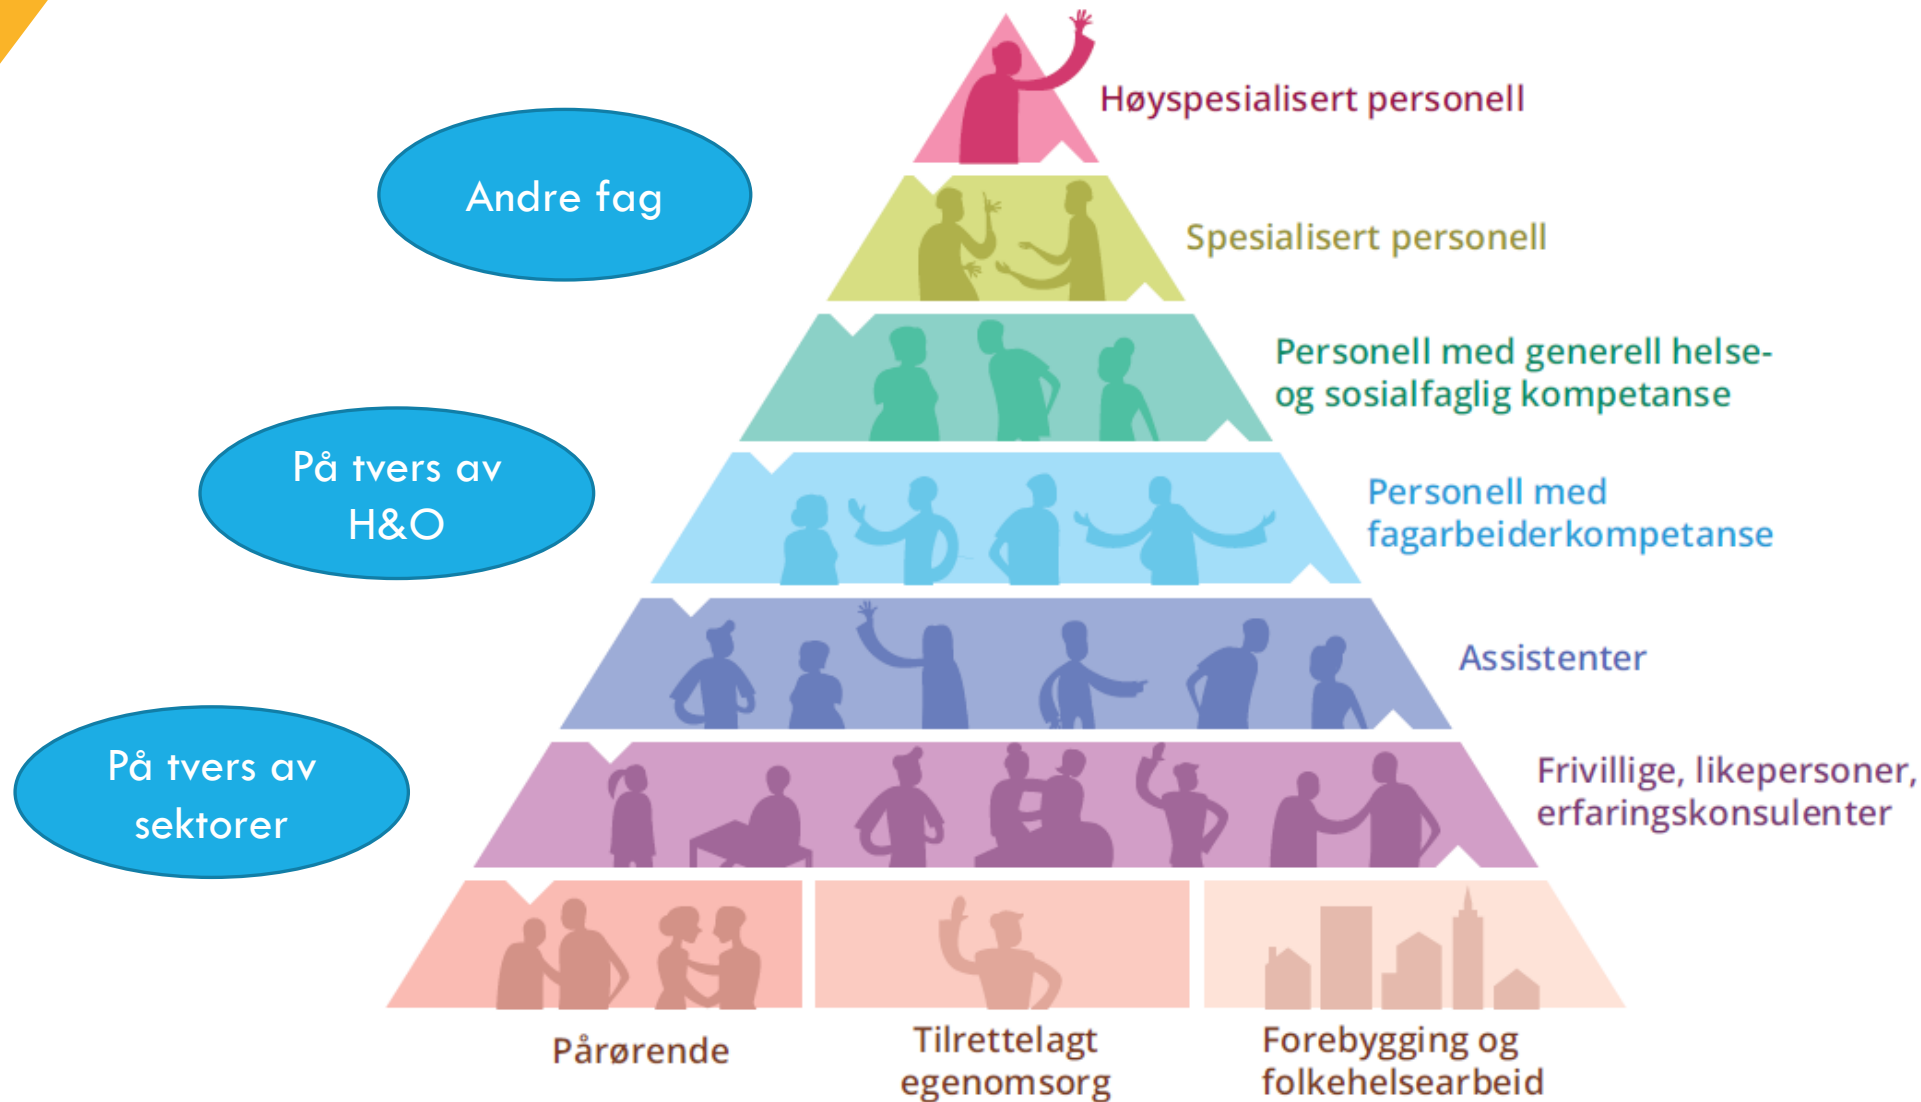 Høyspesialisert personell
Andre fag
Spesialisert personell
Personell med generell helse-
og sosialfaglig kompetanse
På tvers av
H&O
Personell med
fagarbeiderkompetanse
Assistenter
På tvers av
sektorer
Frivillige, likepersoner,
erfaringskonsulenter
Pårørende
Tilrettelagt
egenomsorg
Forebygging og
folkehelsearbeid